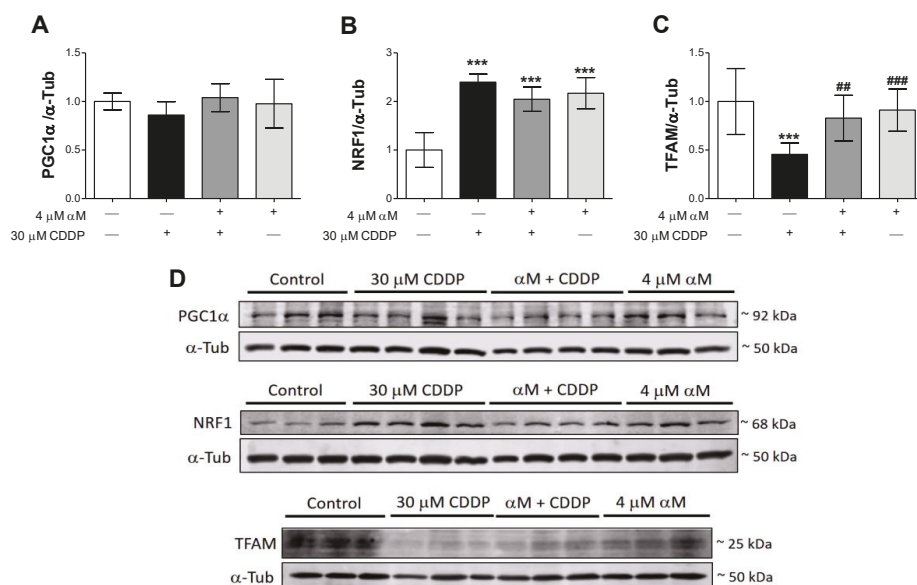 A
PGC1α/α-Tub
1.5
1.0
0.5
0.0
4 μM αM — — + +
30 μM CDDP — + + —
B
NRF1/α-Tub
3
2
1
0
***
***
***
4 μM αM — — + +
30 μM CDDP — + + —
C
TFAM/α-Tub
1.5
1.0
0.5
0.0
***
##
###
4 μM αM — — + +
30 μM CDDP — + + —
D
Control 30 μM CDDP αM + CDDP 4 μM αM
PGC1α ~ 92 kDa
α-Tub ~ 50 kDa
Control 30 μM CDDP αM + CDDP 4 μM αM
NRF1 ~ 68 kDa
α-Tub ~ 50 kDa
Control 30 μM CDDP αM + CDDP 4 μM αM
TFAM ~ 25 kDa
α-Tub ~ 50 kDa